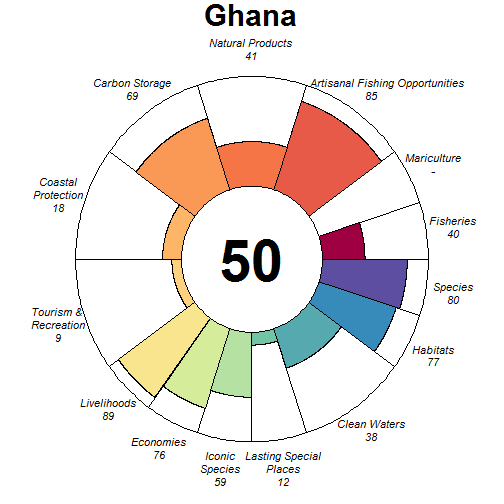 Ghana
Natural Products
41
Carbon Storage
69
Artisanal Fishing Opportunities
85
Mariculture
-
Coastal
Protection
18
Fisheries
40
50
Species
80
Tourism &
Recreation
9
Habitats
77
Livelihoods
89
Clean Waters
38
Economies
76
Iconic
Species
59
Lasting Special
Places
12